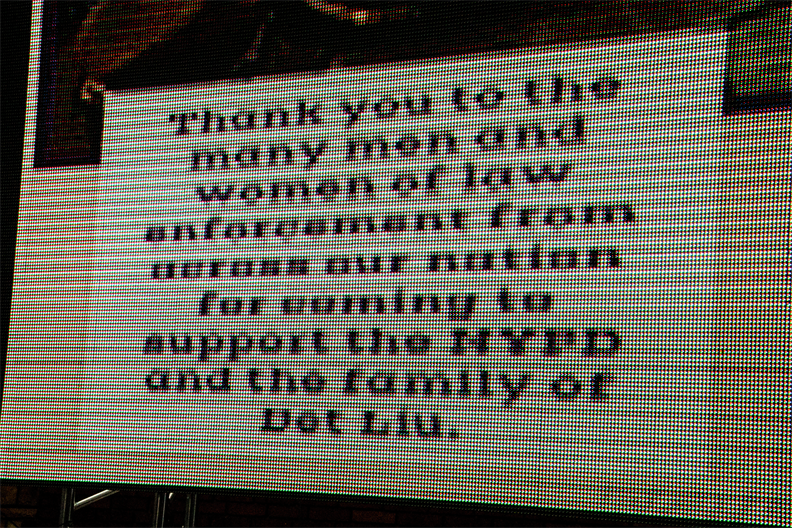 Thank you to the
many men and
women of law
enforcement from
across our nation
for coming to
support the NYPD
and the family of
Det Liu.